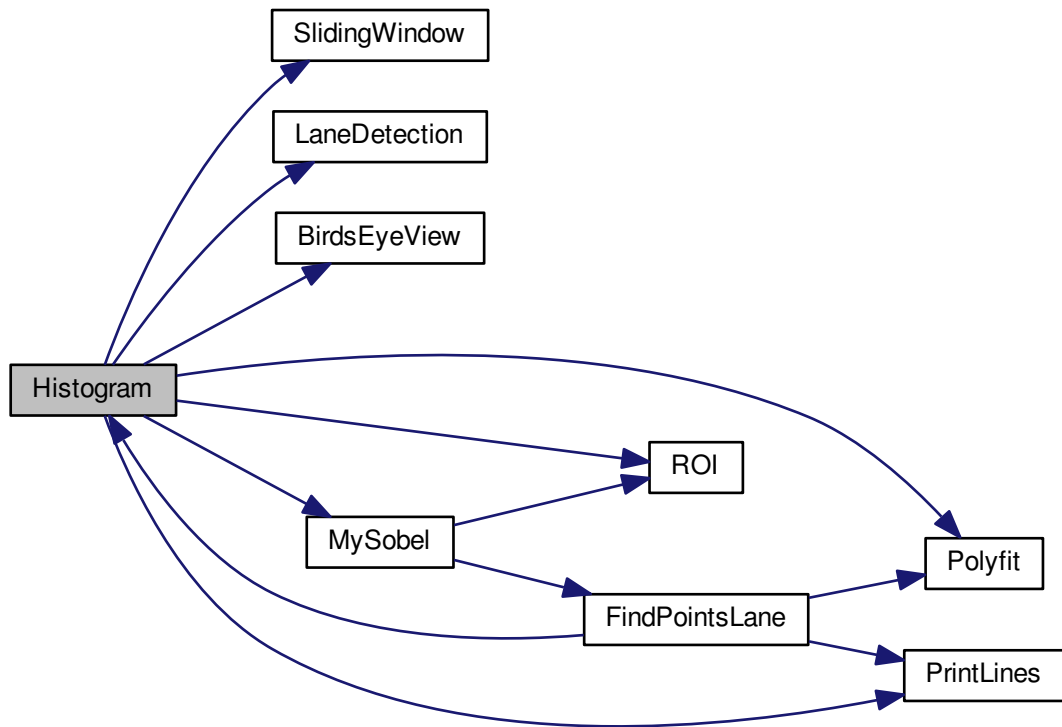 SlidingWindow
LaneDetection
BirdsEyeView
Histogram
ROI
MySobel
Polyfit
FindPointsLane
PrintLines